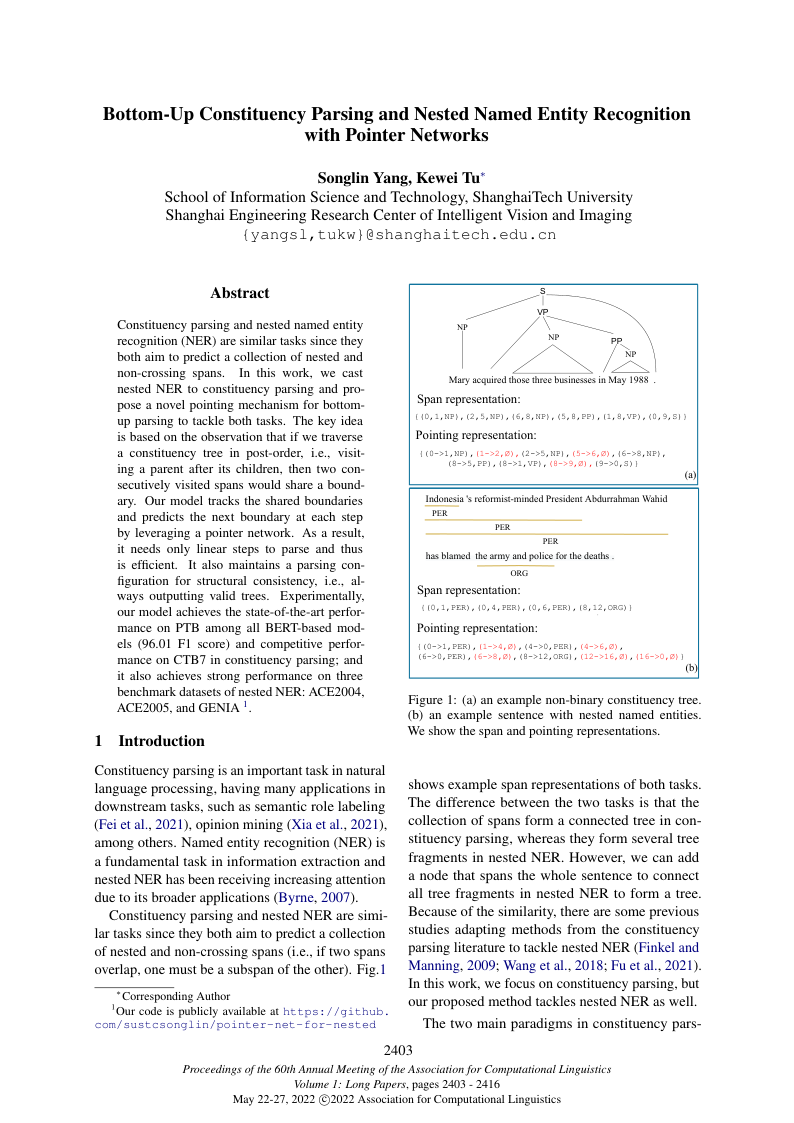 Bottom-Up Constituency Parsing and Nested Named Entity Recognition
with Pointer Networks
Songlin Yang, Kewei Tu*
School of Information Science and Technology, ShanghaiTech University
Shanghai Engineering Research Center of Intelligent Vision and Imaging
{yangsl,tukw}@shanghaitech.edu.cn
Abstract
Constituency parsing and nested named entity
recognition (NER) are similar tasks since they
both aim to predict a collection of nested and
non-crossing spans. In this work, we cast
nested NER to constituency parsing and pro-
pose a novel pointing mechanism for bottom-
up parsing to tackle both tasks. The key idea
is based on the observation that if we traverse
a constituency tree in post-order, i.e., visit-
ing a parent after its children, then two con-
secutively visited spans would share a bound-
ary. Our model tracks the shared boundaries
and predicts the next boundary at each step
by leveraging a pointer network. As a result,
it needs only linear steps to parse and thus
is efficient. It also maintains a parsing con-
figuration for structural consistency, i.e., al-
ways outputting valid trees. Experimentally,
our model achieves the state-of-the-art perfor-
mance on PTB among all BERT-based mod-
els (96.01 F1 score) and competitive perfor-
mance on CTB7 in constituency parsing; and
it also achieves strong performance on three
benchmark datasets of nested NER: ACE2004,
ACE2005, and GENIA 1.
1 Introduction
Constituency parsing is an important task in natural
language processing, having many applications in
downstream tasks, such as semantic role labeling
(Fei et al., 2021), opinion mining (Xia et al., 2021),
among others. Named entity recognition (NER) is
a fundamental task in information extraction and
nested NER has been receiving increasing attention
due to its broader applications (Byrne, 2007).
Constituency parsing and nested NER are simi-
lar tasks since they both aim to predict a collection
of nested and non-crossing spans (i.e., if two spans
overlap, one must be a subspan of the other). Fig.1
*Corresponding Author
1Our code is publicly available at https://github.
com/sustcsonglin/pointer-net-for-nested
S
VP
NP
NP
PP
NP
Mary acquired those three businesses in May 1988 .
Span representation:
{(0,1,NP),(2,5,NP),(6,8,NP),(5,8,PP),(1,8,VP),(0,9,S)}
Pointing representation:
{(0->1,NP),(1->2,Ø),(2->5,NP),(5->6,Ø),(6->8,NP),
(8->5,PP),(8->1,VP),(8->9,Ø),(9->0,S)}
(a)
Indonesia 's reformist-minded President Abdurrahman Wahid
PER
PER
PER
has blamed the army and police for the deaths .
ORG
Span representation:
{(0,1,PER),(0,4,PER),(0,6,PER),(8,12,ORG)}
Pointing representation:
{(0->1,PER),(1->4,Ø),(4->0,PER),(4->6,Ø),
(6->0,PER),(6->8,Ø),(8->12,ORG),(12->16,Ø),(16->0,Ø)}
(b)
Figure 1: (a) an example non-binary constituency tree.
(b) an example sentence with nested named entities.
We show the span and pointing representations.
shows example span representations of both tasks.
The difference between the two tasks is that the
collection of spans form a connected tree in con-
stituency parsing, whereas they form several tree
fragments in nested NER. However, we can add
a node that spans the whole sentence to connect
all tree fragments in nested NER to form a tree.
Because of the similarity, there are some previous
studies adapting methods from the constituency
parsing literature to tackle nested NER (Finkel and
Manning, 2009; Wang et al., 2018; Fu et al., 2021).
In this work, we focus on constituency parsing, but
our proposed method tackles nested NER as well.
The two main paradigms in constituency pars-
2403
Proceedings of the 60th Annual Meeting of the Association for Computational Linguistics
Volume 1: Long Papers, pages 2403 - 2416
May 22-27, 2022 ©2022 Association for Computational Linguistics